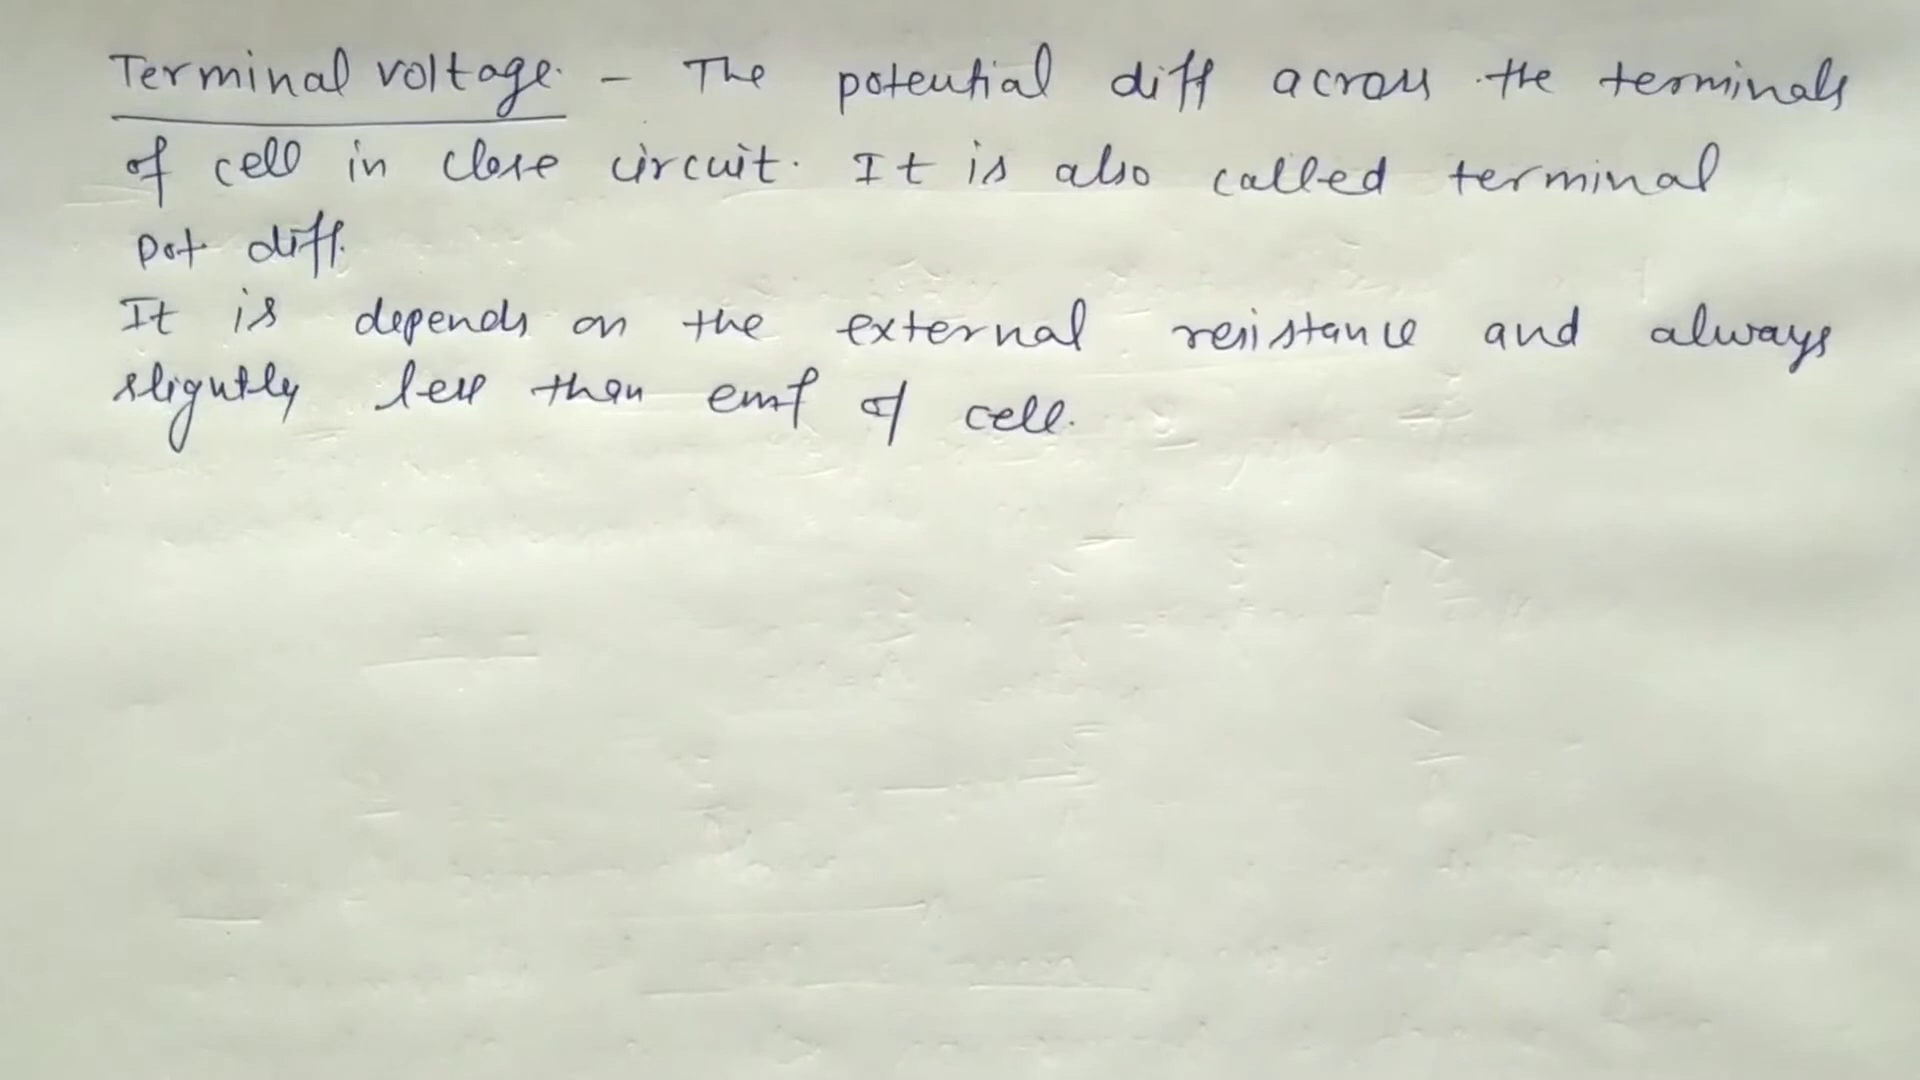 Terminal voltage. - The potential diff across the terminals
of cell in close circuit. It is also called terminal
pot diff.
It is depends on the external resistance and always
slightly less than emf of cell.